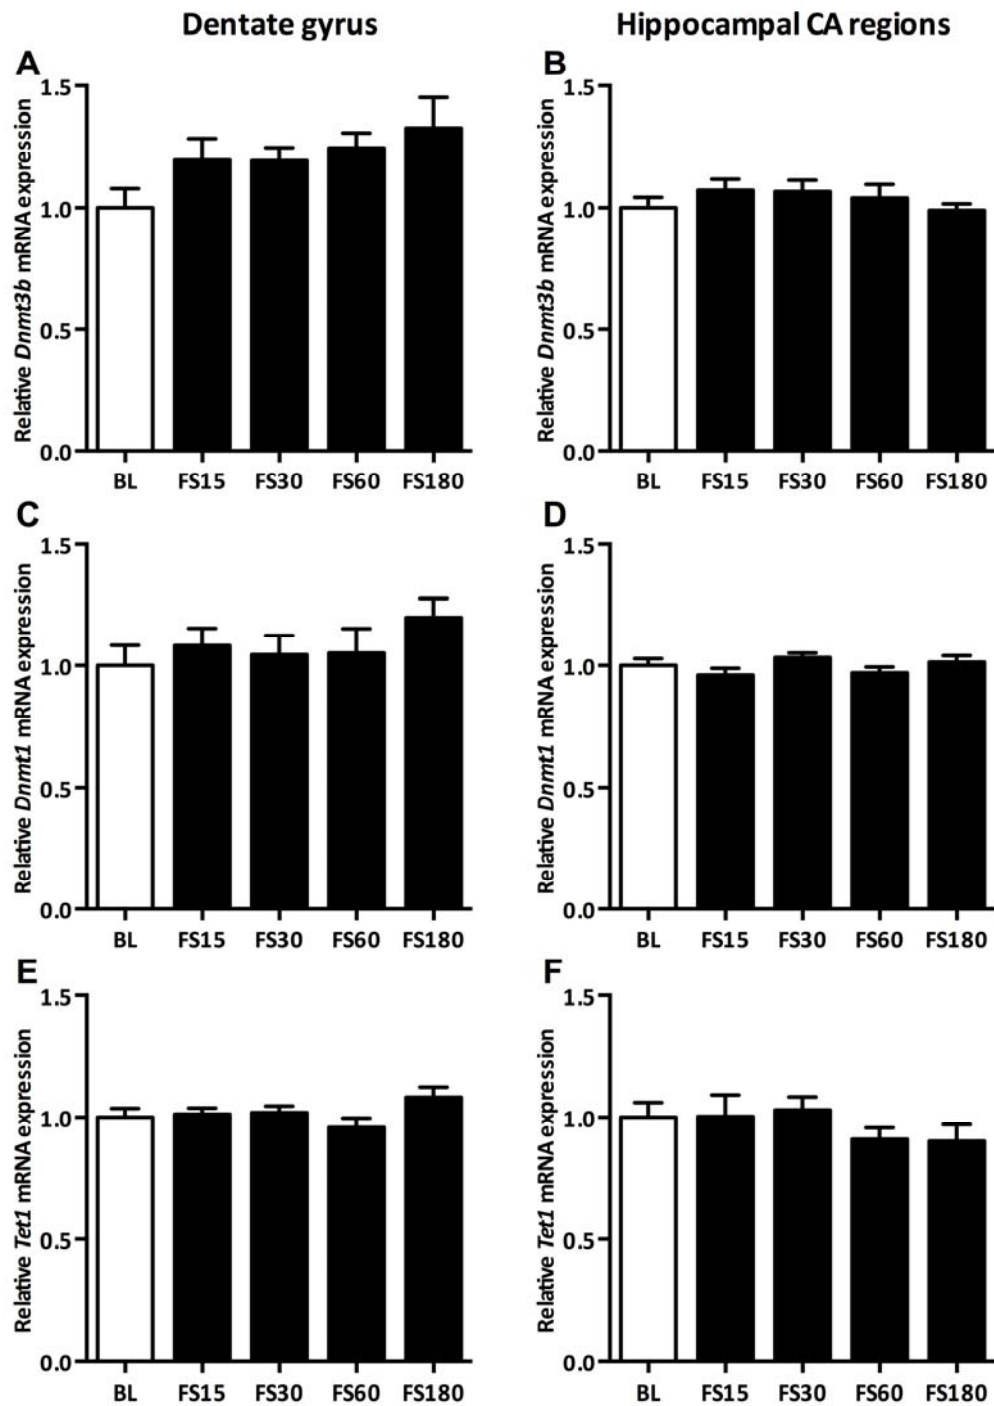 Dentate gyrus
Hippocampal CA regions
A
Relative Dnmt3b mRNA expression
1.5
1.0
0.5
0.0
BL FS15 FS30 FS60 FS180
B
Relative Dnmt3b mRNA expression
1.5
1.0
0.5
0.0
BL FS15 FS30 FS60 FS180
C
Relative Dnmt1 mRNA expression
1.5
1.0
0.5
0.0
BL FS15 FS30 FS60 FS180
D
Relative Dnmt1 mRNA expression
1.5
1.0
0.5
0.0
BL FS15 FS30 FS60 FS180
E
Relative Tet1 mRNA expression
1.5
1.0
0.5
0.0
BL FS15 FS30 FS60 FS180
F
Relative Tet1 mRNA expression
1.5
1.0
0.5
0.0
BL FS15 FS30 FS60 FS180